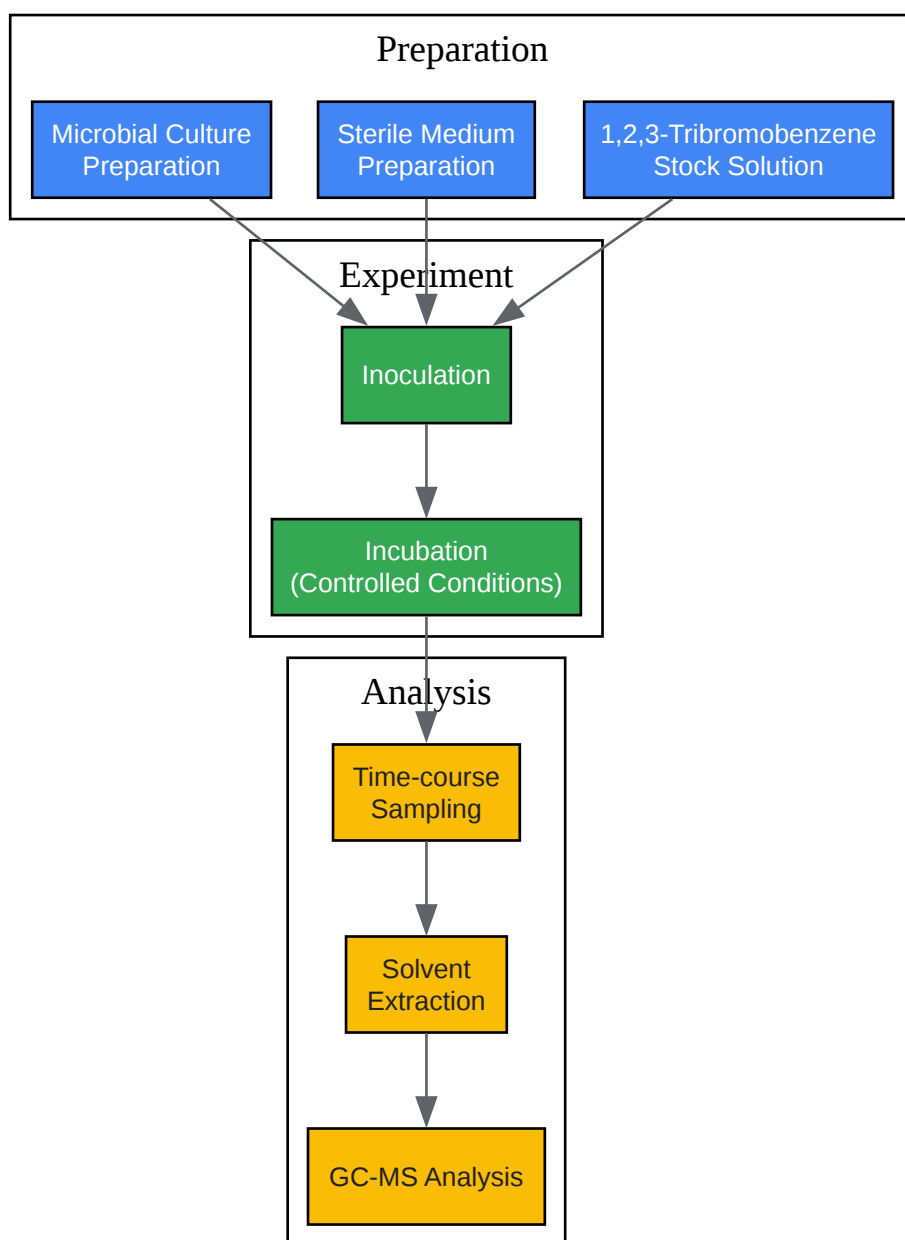 Preparation
Microbial Culture
Preparation
Sterile Medium
Preparation
1,2,3-Tribromobenzene
Stock Solution
Experiment
Inoculation
Incubation
(Controlled Conditions)
Analysis
Time-course
Sampling
Solvent
Extraction
GC-MS Analysis